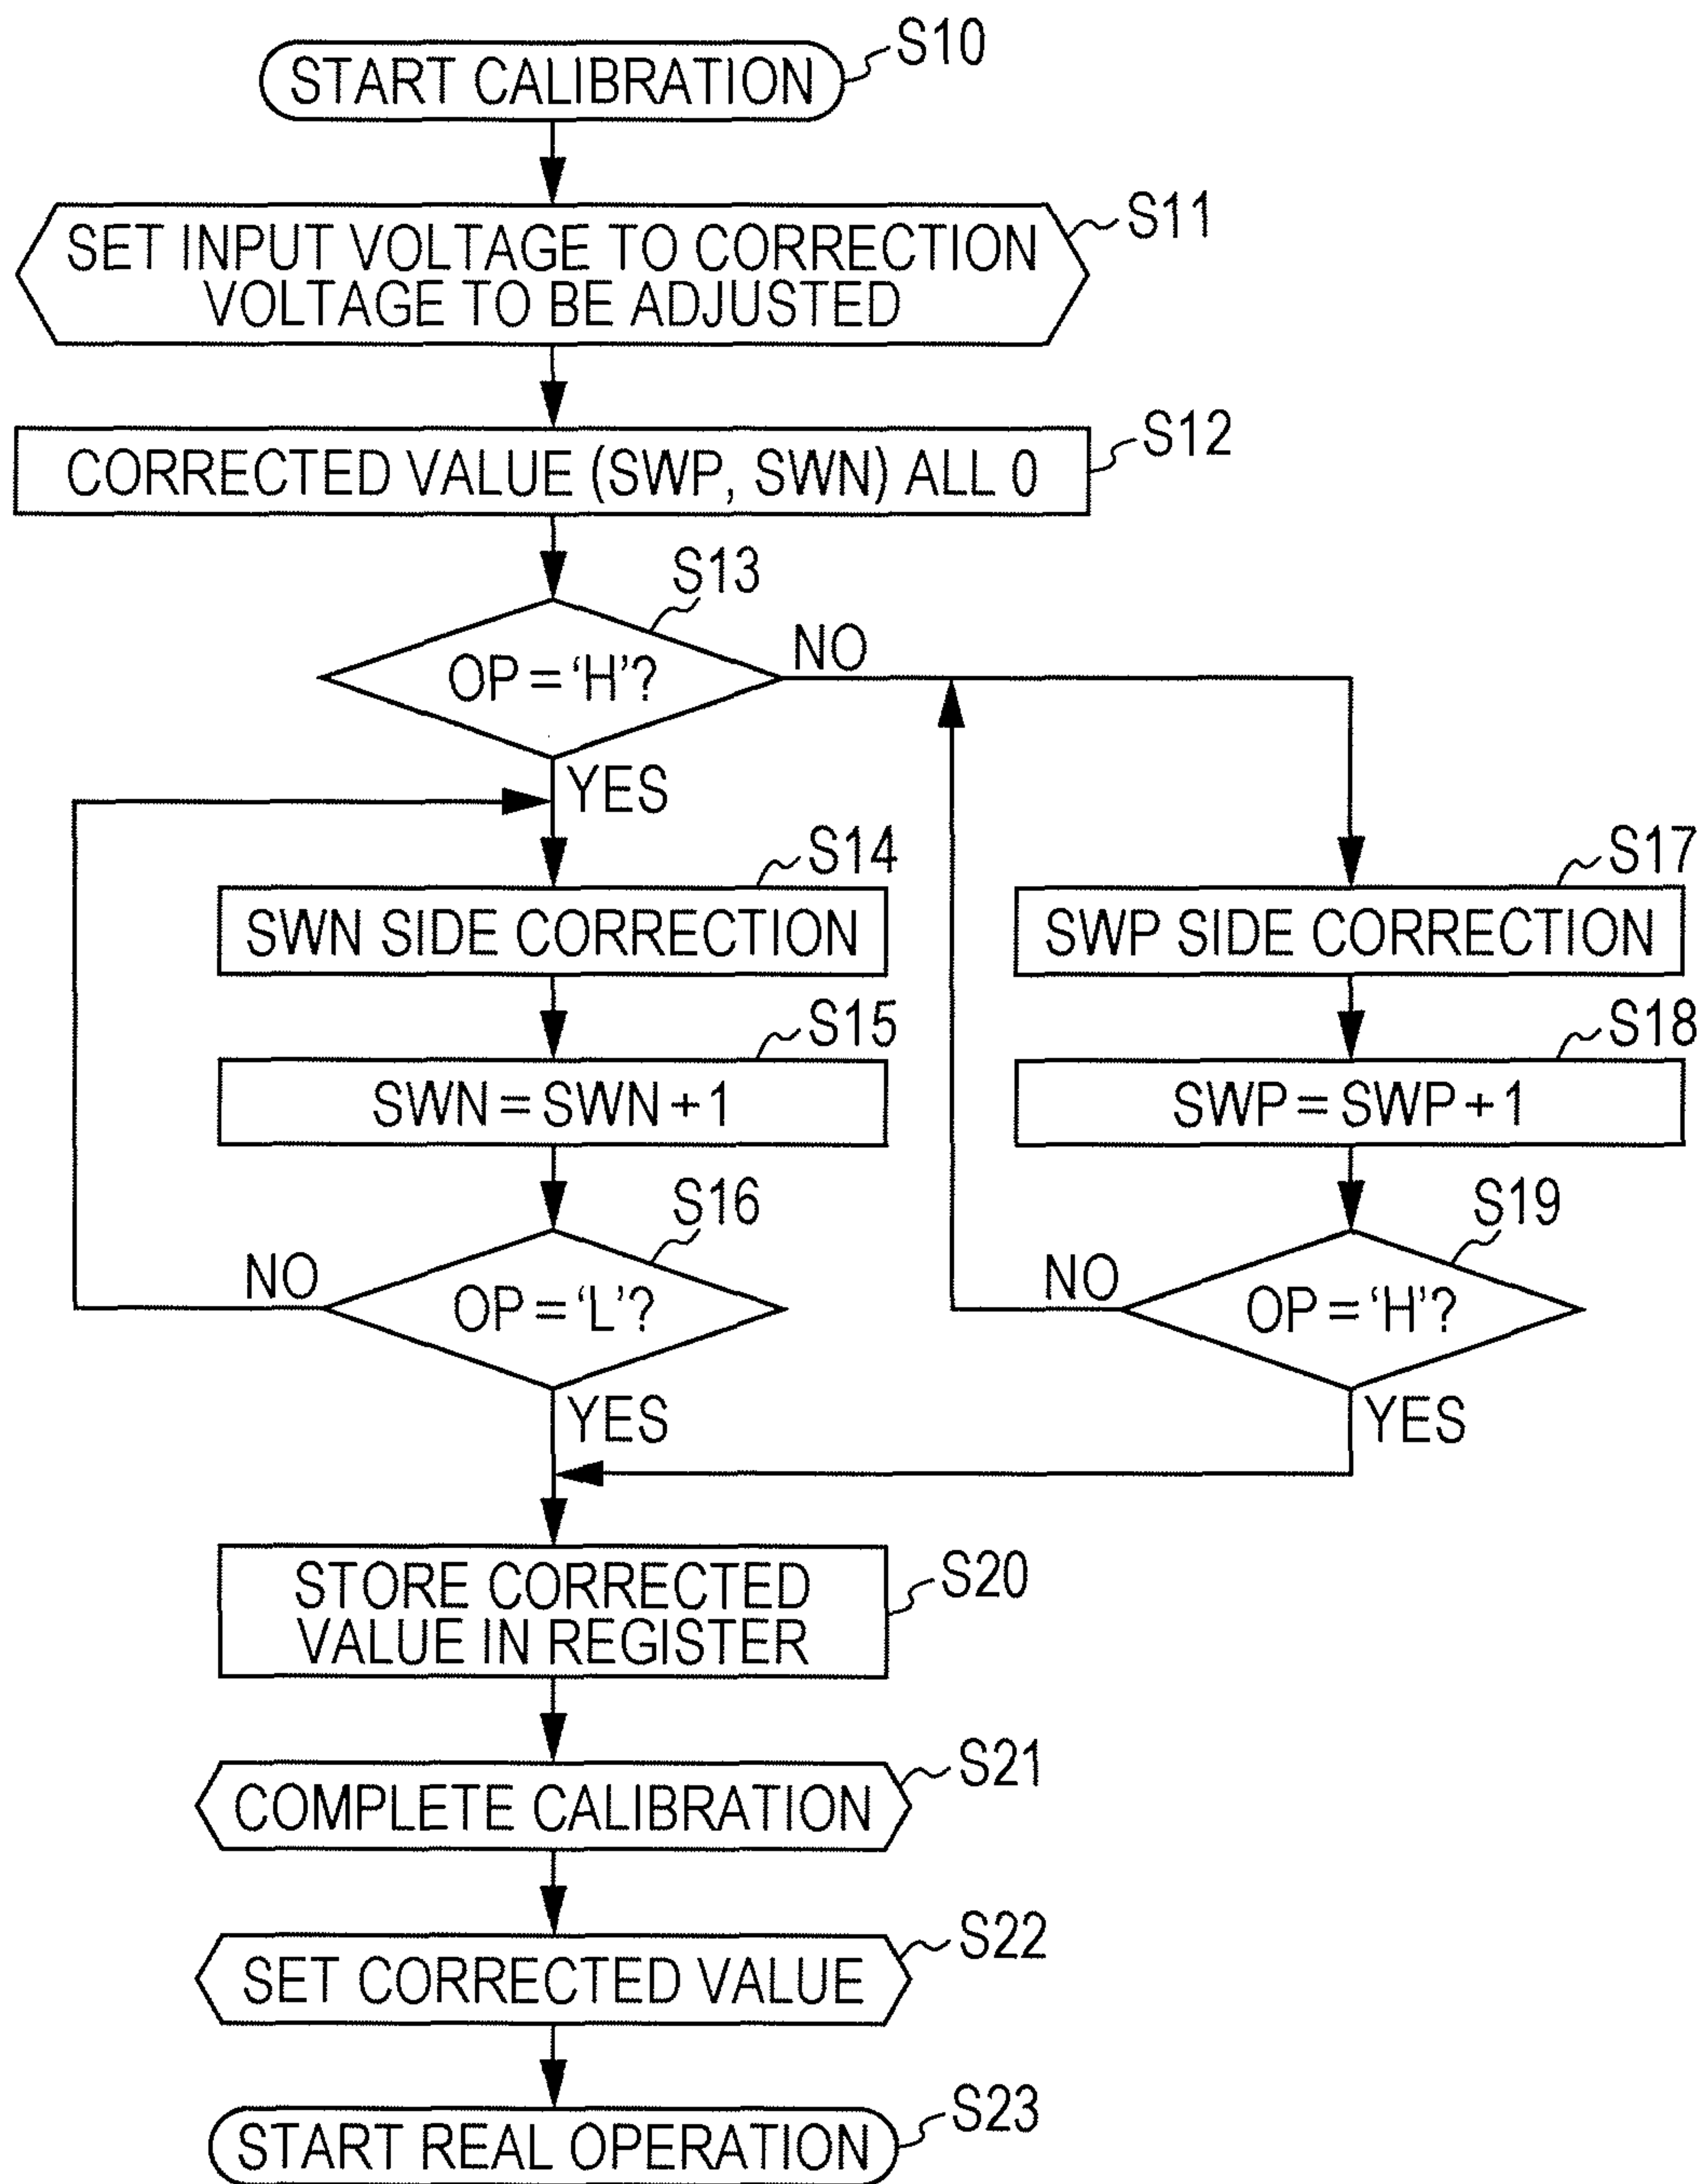 START CALIBRATION
S10
SET INPUT VOLTAGE TO CORRECTION
VOLTAGE TO BE ADJUSTED
S11
CORRECTED VALUE (SWP, SWN) ALL 0
S12
S13
OP = ‘H’?
NO
YES
S14
SWN SIDE CORRECTION
S15
SWN = SWN + 1
S16
OP = ‘L’?
NO
YES
S17
SWP SIDE CORRECTION
S18
SWP = SWP + 1
S19
OP = ‘H’?
NO
YES
STORE CORRECTED
VALUE IN REGISTER
S20
COMPLETE CALIBRATION
S21
SET CORRECTED VALUE
S22
START REAL OPERATION
S23